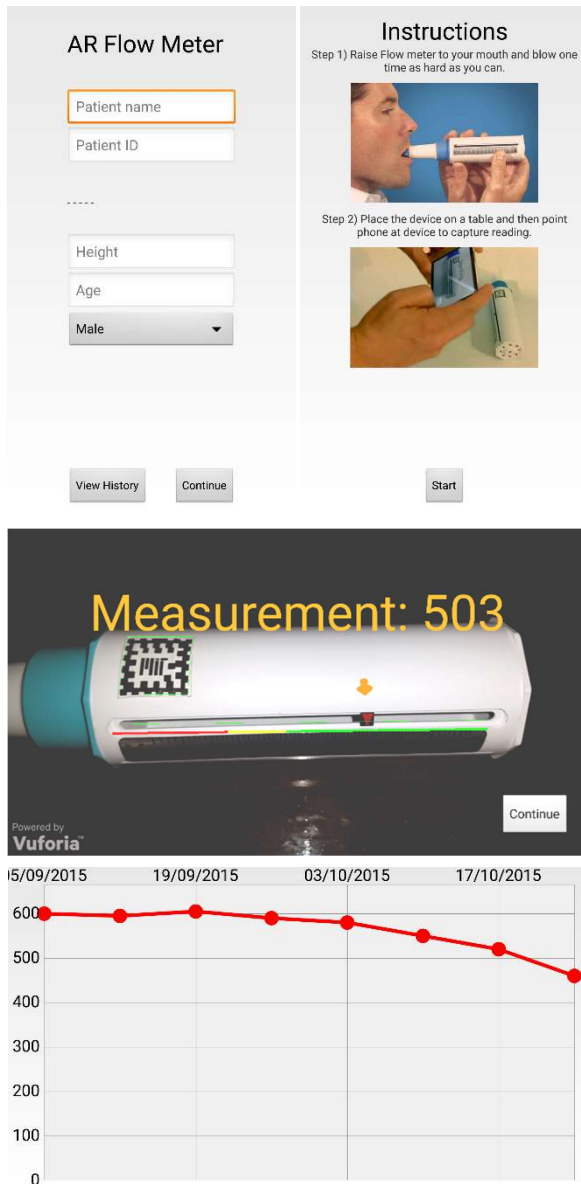 AR Flow Meter
Patient name
Patient ID
-----
Height
Age
Male
View History
Continue
Instructions
Step 1) Raise Flow meter to your mouth and blow one
time as hard as you can.
Step 2) Place the device on a table and then point
phone at device to capture reading.
Start
Measurement: 503
MIT
Continue
Powered by
Vuforia™
5/09/2015 19/09/2015 03/10/2015 17/10/2015
600
500
400
300
200
100
0